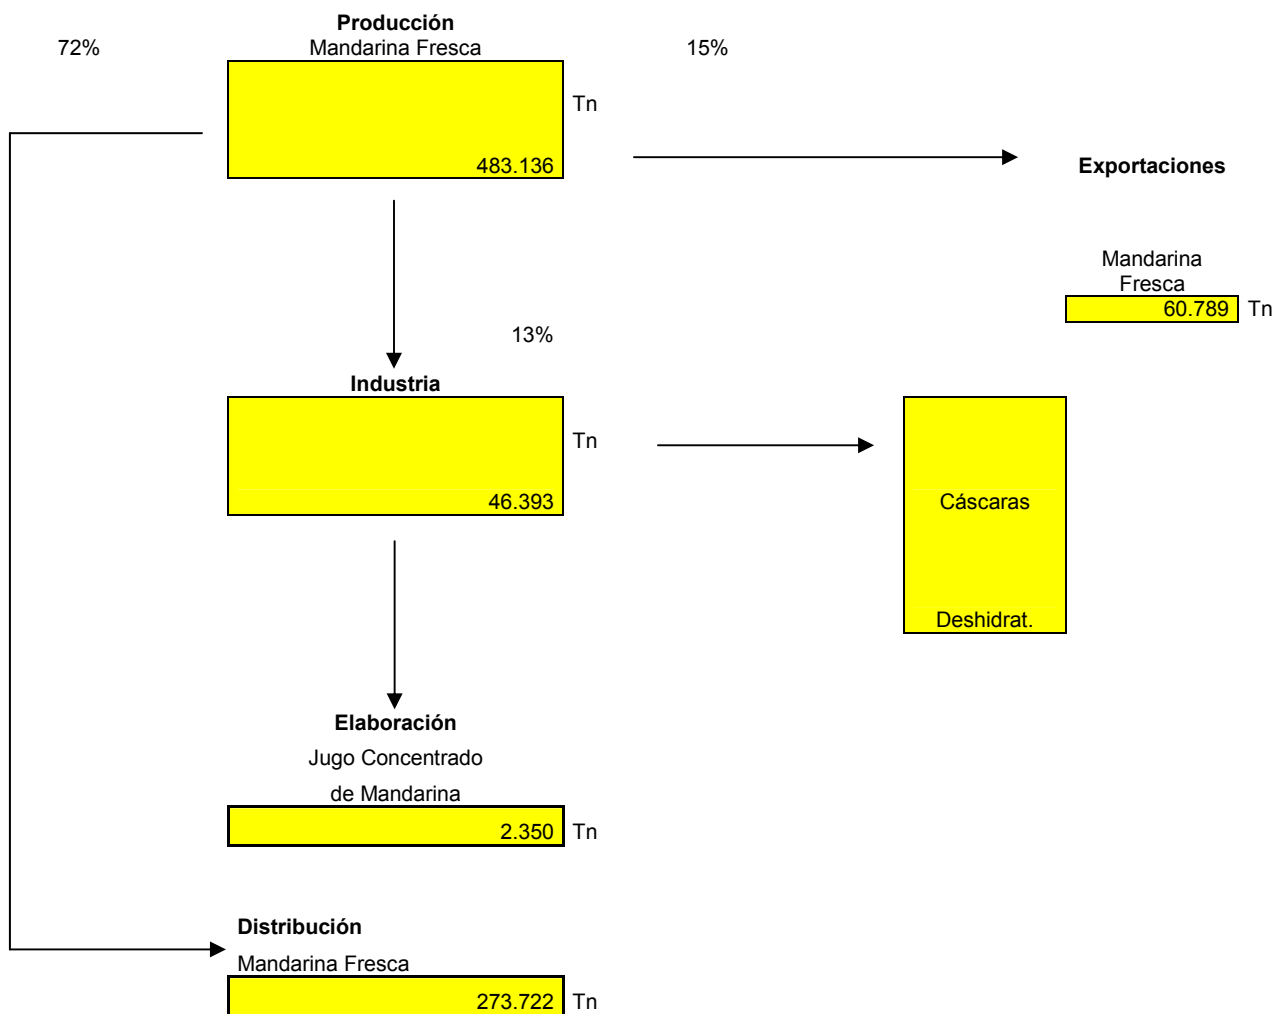 Producción
72%
Mandarina Fresca
15%
Tn
483.136
Exportaciones
Mandarina
Fresca
60.789 Tn
13%
Industria
Tn
46.393
Cáscaras
Deshidrat.
Elaboración
Jugo Concentrado
de Mandarina
2.350 Tn
Distribución
Mandarina Fresca
273.722 Tn